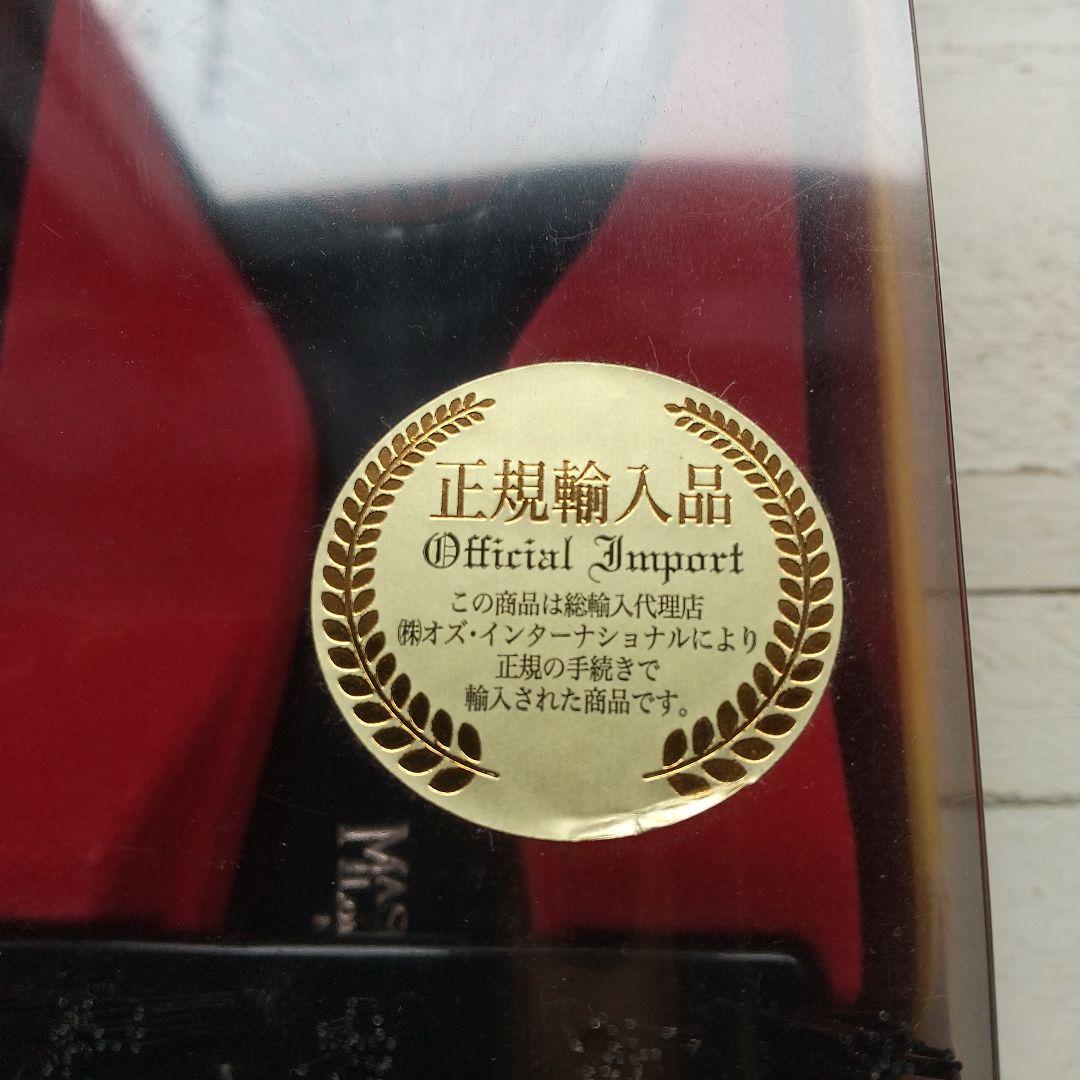 正規輸入品
Official Import
この商品は総輸入代理店
㈱オズ・インターナショナルにより
正規の手続きで
輸入された商品です。